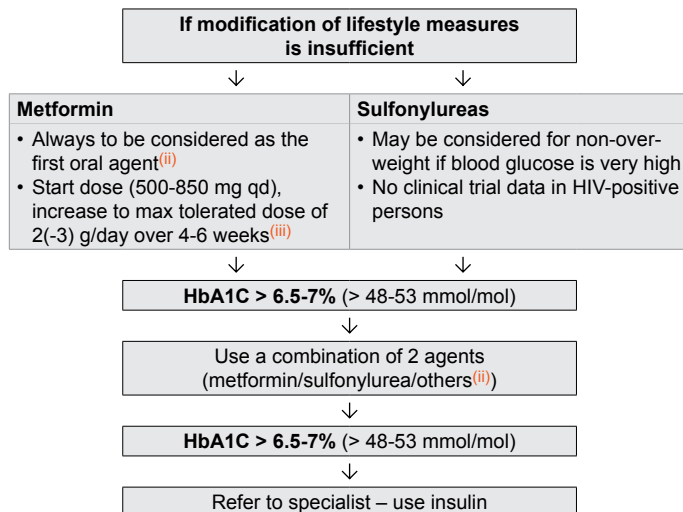 If modification of lifestyle measures
is insufficient
Metformin
• Always to be considered as the
first oral agent(ii)
• Start dose (500-850 mg qd),
increase to max tolerated dose of
2(-3) g/day over 4-6 weeks(iii)
Sulfonylureas
• May be considered for non-over-
weight if blood glucose is very high
• No clinical trial data in HIV-positive
persons
HbA1C > 6.5-7% (> 48-53 mmol/mol)
Use a combination of 2 agents
(metformin/sulfonylurea/others(ii))
HbA1C > 6.5-7% (> 48-53 mmol/mol)
Refer to specialist – use insulin